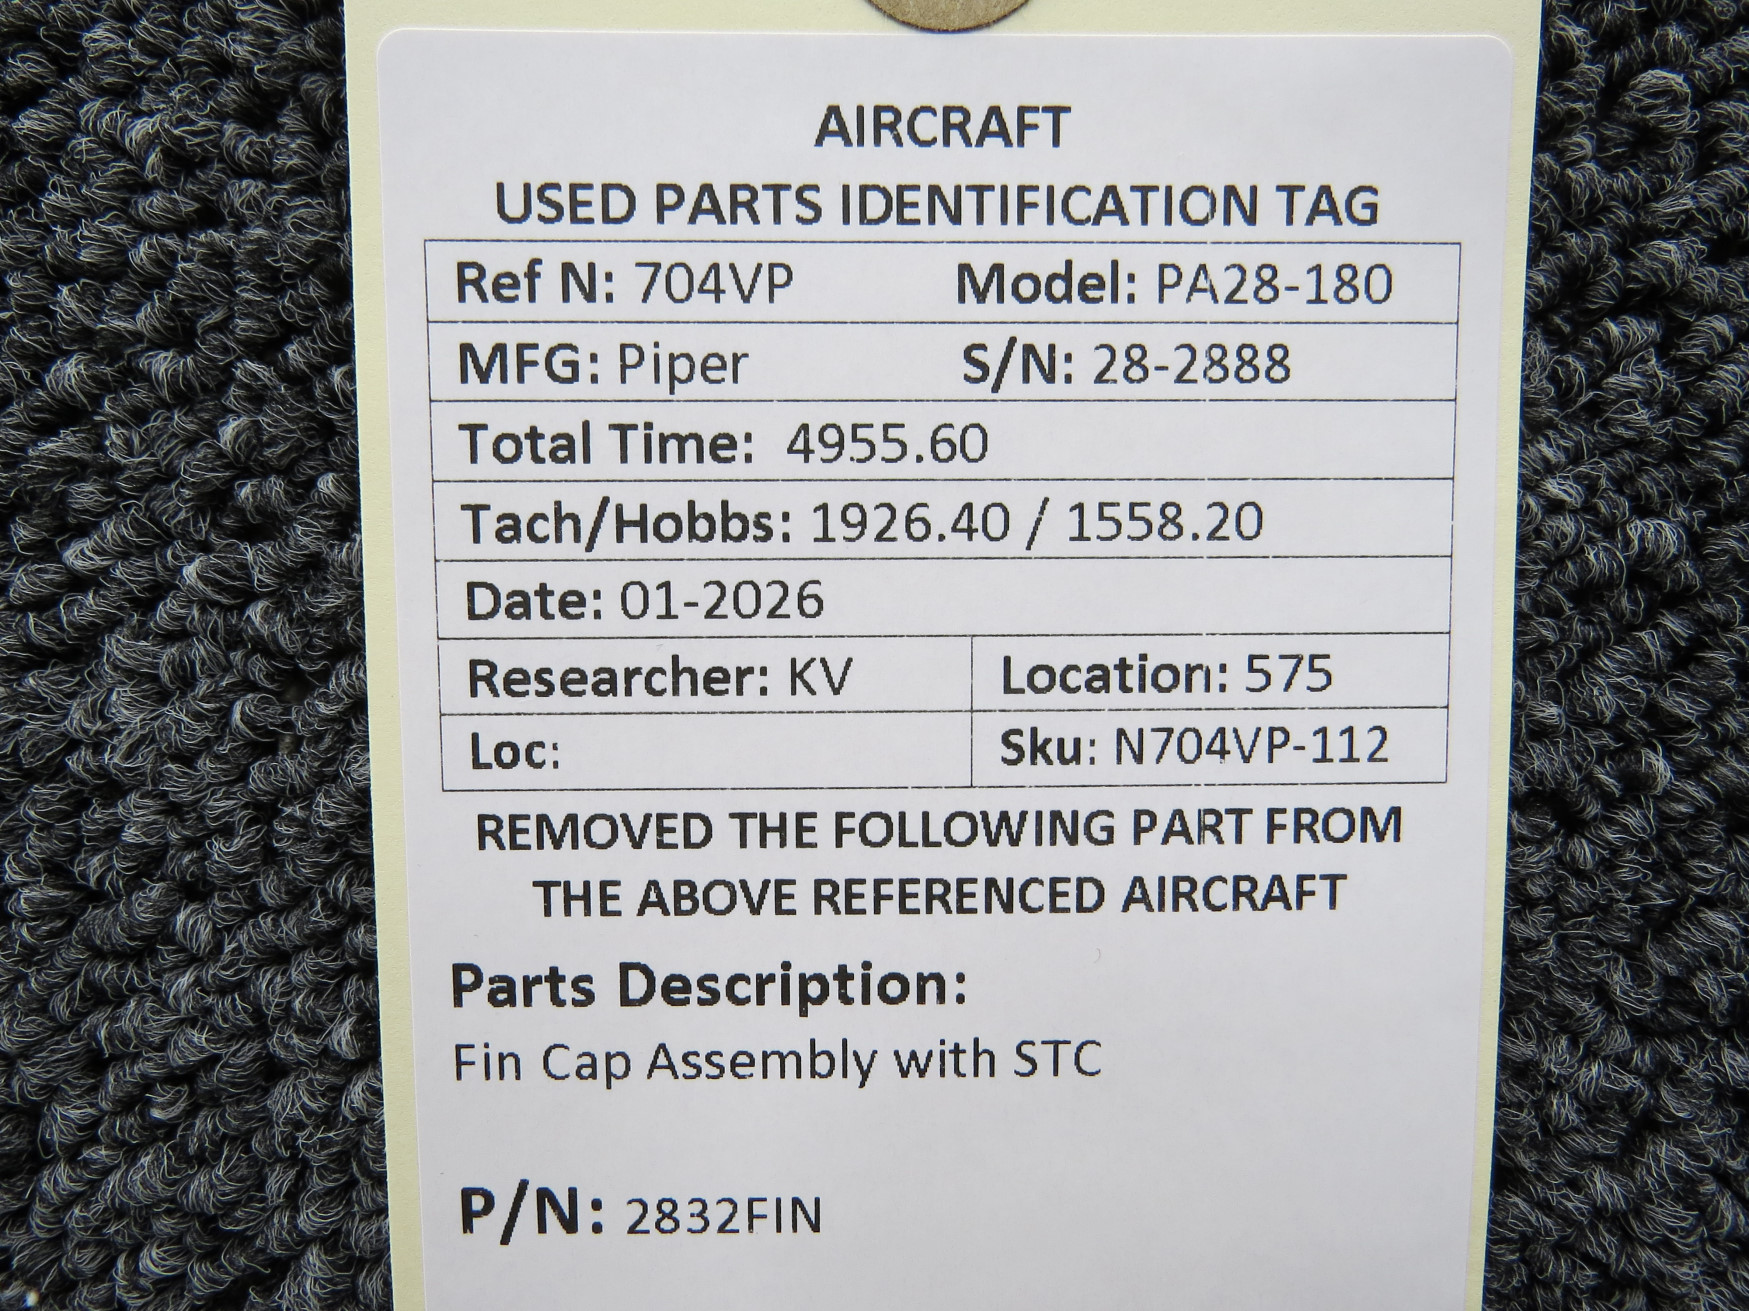 AIRCRAFT
USED PARTS IDENTIFICATION TAG
Ref N: 704VP Model: PA28-180
MFG: Piper S/N: 28-2888
Total Time: 4955.60
Tach/Hobbs: 1926.40 / 1558.20
Date: 01-2026
Researcher: KV Location: 575
Loc: Sku: N704VP-112
REMOVED THE FOLLOWING PART FROM
THE ABOVE REFERENCED AIRCRAFT
Parts Description:
Fin Cap Assembly with STC
P/N: 2832FIN